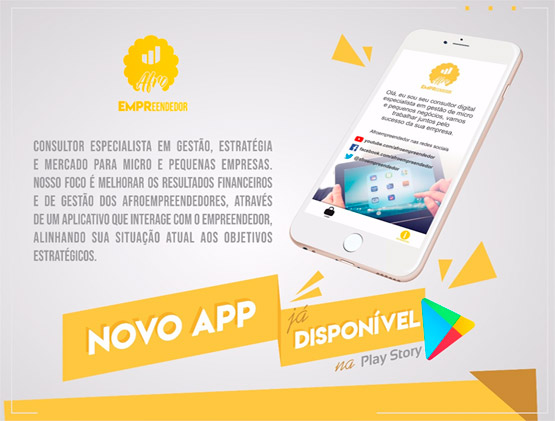 Afro
EMPREENDEDOR
CONSULTOR ESPECIALISTA EM GESTÃO, ESTRATÉGIA
E MERCADO PARA MICRO E PEQUENAS EMPRESAS.
NOSSO FOCO É MELHORAR OS RESULTADOS FINANCEIROS
E DE GESTÃO DOS AFROEMPREENDEDORES, ATRAVÉS
DE UM APLICATIVO QUE INTERAGE COM O EMPREENDEDOR,
ALINHANDO SUA SITUAÇÃO ATUAL AOS OBJETIVOS
ESTRATÉGICOS.
Afro
Olá, eu sou seu consultor digital
especialista em gestão de micro
e pequenos negócios, vamos
trabalhar juntos pelo
sucesso da sua empresa.
Afroempreendedor nas redes sociais
youtube.com/afroempreendedor
facebook.com/afroempreendedor
@afroempreendedor
NOVO APP
já
DISPONÍVEL
na Play Story